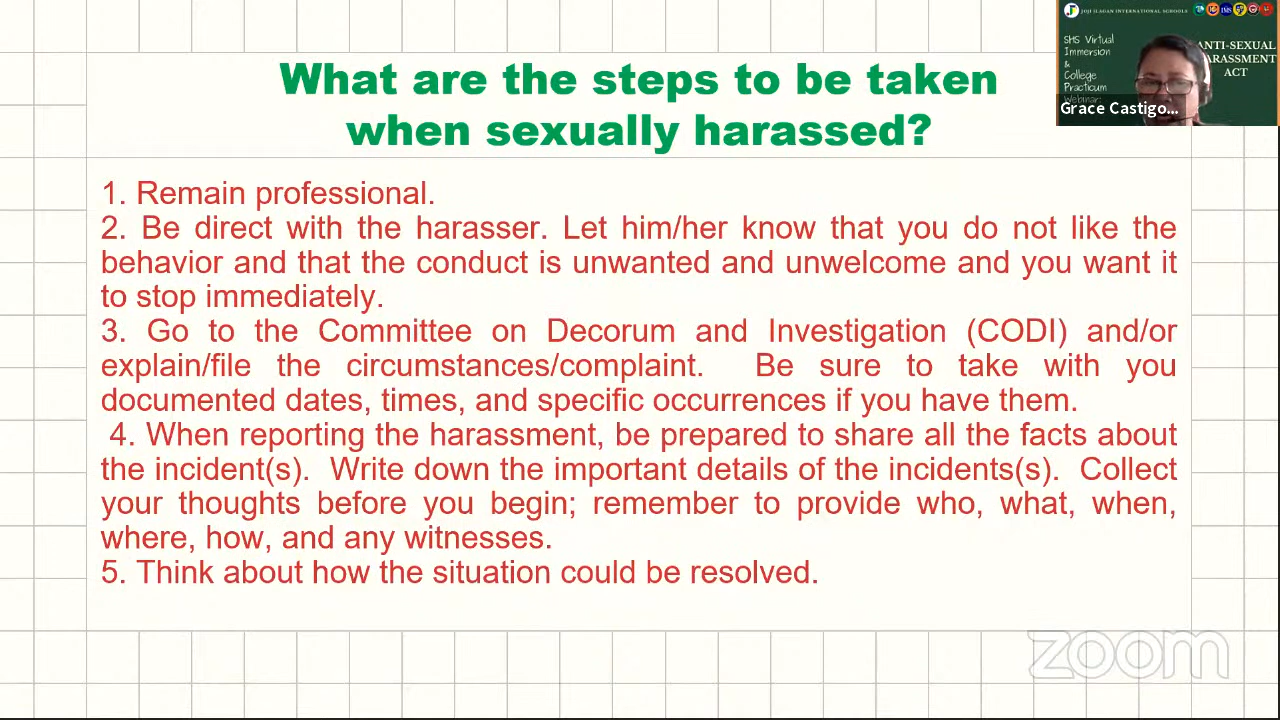 JOJI ILAGAN INTERNATIONAL SCHOOLS
SHS Virtual
Immersion
&
College
Practicum
Webinar:
ANTI-SEXUAL
HARASSMENT
ACT
Grace Castigo...
What are the steps to be taken
when sexually harassed?
1. Remain professional.
2. Be direct with the harasser. Let him/her know that you do not like the
behavior and that the conduct is unwanted and unwelcome and you want it
to stop immediately.
3. Go to the Committee on Decorum and Investigation (CODI) and/or
explain/file the circumstances/complaint. Be sure to take with you
documented dates, times, and specific occurrences if you have them.
4. When reporting the harassment, be prepared to share all the facts about
the incident(s). Write down the important details of the incidents(s). Collect
your thoughts before you begin; remember to provide who, what, when,
where, how, and any witnesses.
5. Think about how the situation could be resolved.
zoom